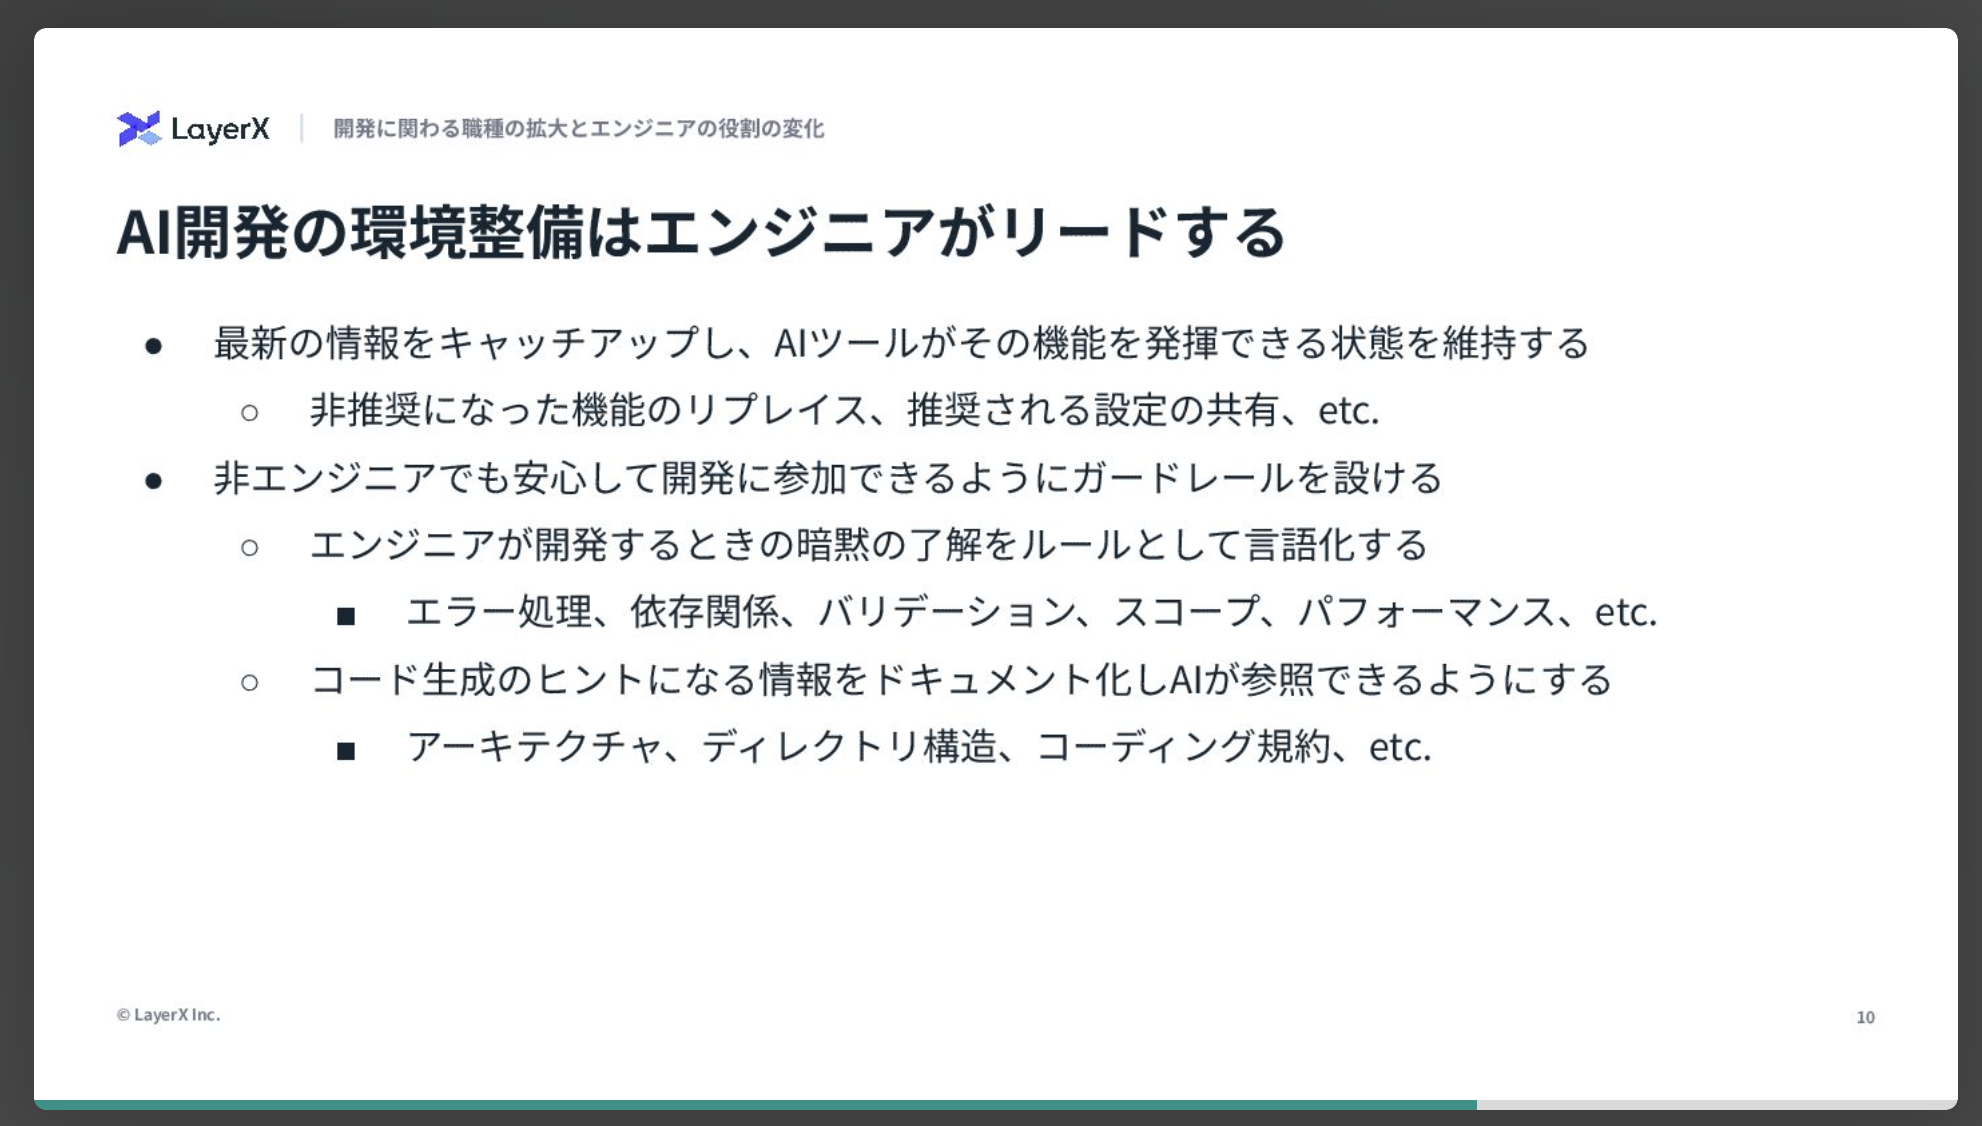 LayerX
開発に関わる職種の拡大とエンジニアの役割の変化
AI開発の環境整備はエンジニアがリードする
● 最新の情報をキャッチアップし、AIツールがその機能を発揮できる状態を維持する
○ 非推奨になった機能のリプレイス、推奨される設定の共有、etc.
● 非エンジニアでも安心して開発に参加できるようにガードレールを設ける
○ エンジニアが開発するときの暗黙の了解をルールとして言語化する
■ エラー処理、依存関係、バリデーション、スコープ、パフォーマンス、etc.
○ コード生成のヒントになる情報をドキュメント化しAIが参照できるようにする
■ アーキテクチャ、ディレクトリ構造、コーディング規約、etc.
© LayerX Inc.
10